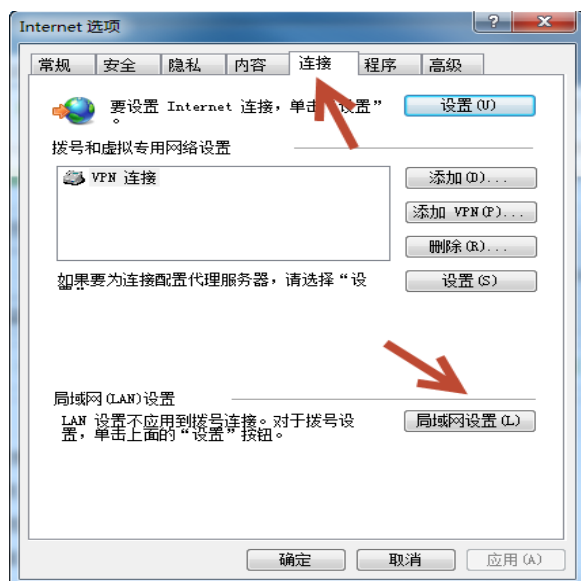 Internet 选项
常规 安全 隐私 内容 连接 程序 高级
要设置 Internet 连接，单击 置”
。
设置(U)
拨号和虚拟专用网络设置
VPN 连接
添加(D)...
添加 VPN(P)...
删除(R)...
如果要为连接配置代理服务器，请选择“设
设置(S)
局域网(LAN)设置
LAN 设置不应用到拨号连接。对于拨号设
置，单击上面的“设置”按钮。
局域网设置(L)
确定 取消 应用(A)